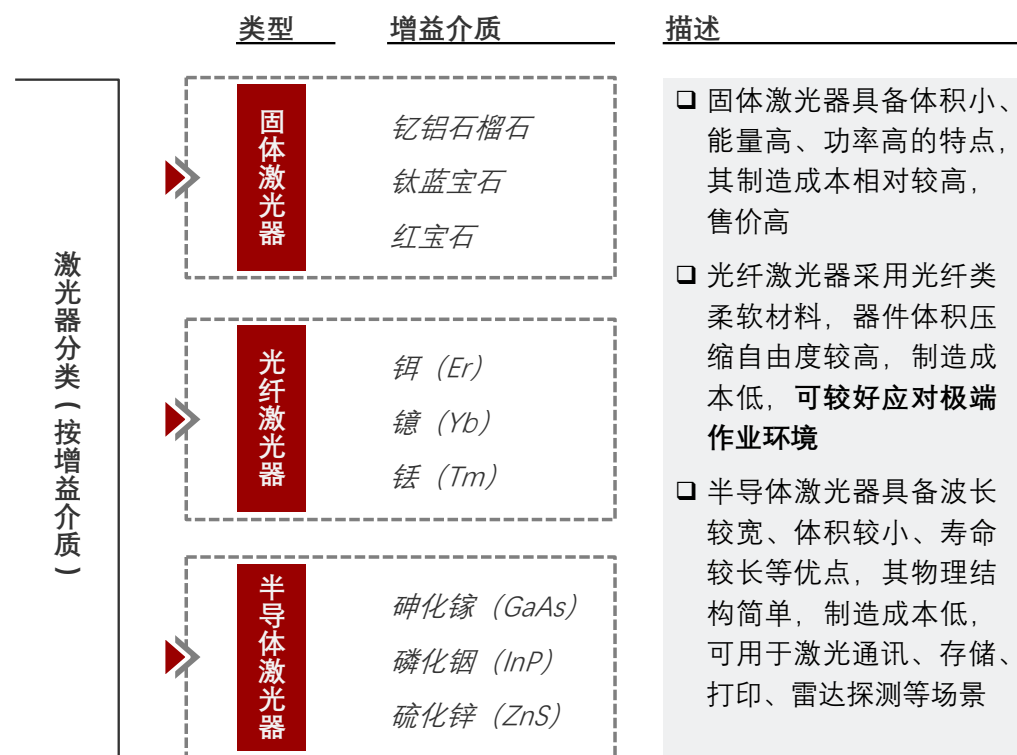 类型 增益介质 描述
激光器分类(按增益介质)
固体激光器
钇铝石榴石
钛蓝宝石
红宝石
光纤激光器
铒（Er）
镱（Yb）
铥（Tm）
半导体激光器
砷化镓（GaAs）
磷化铟（InP）
硫化锌（ZnS）
❑ 固体激光器具备体积小、
能量高、功率高的特点，
其制造成本相对较高，
售价高
❑ 光纤激光器采用光纤类
柔软材料，器件体积压
缩自由度较高，制造成
本低，可较好应对极端
作业环境
❑ 半导体激光器具备波长
较宽、体积较小、寿命
较长等优点，其物理结
构简单，制造成本低，
可用于激光通讯、存储、
打印、雷达探测等场景